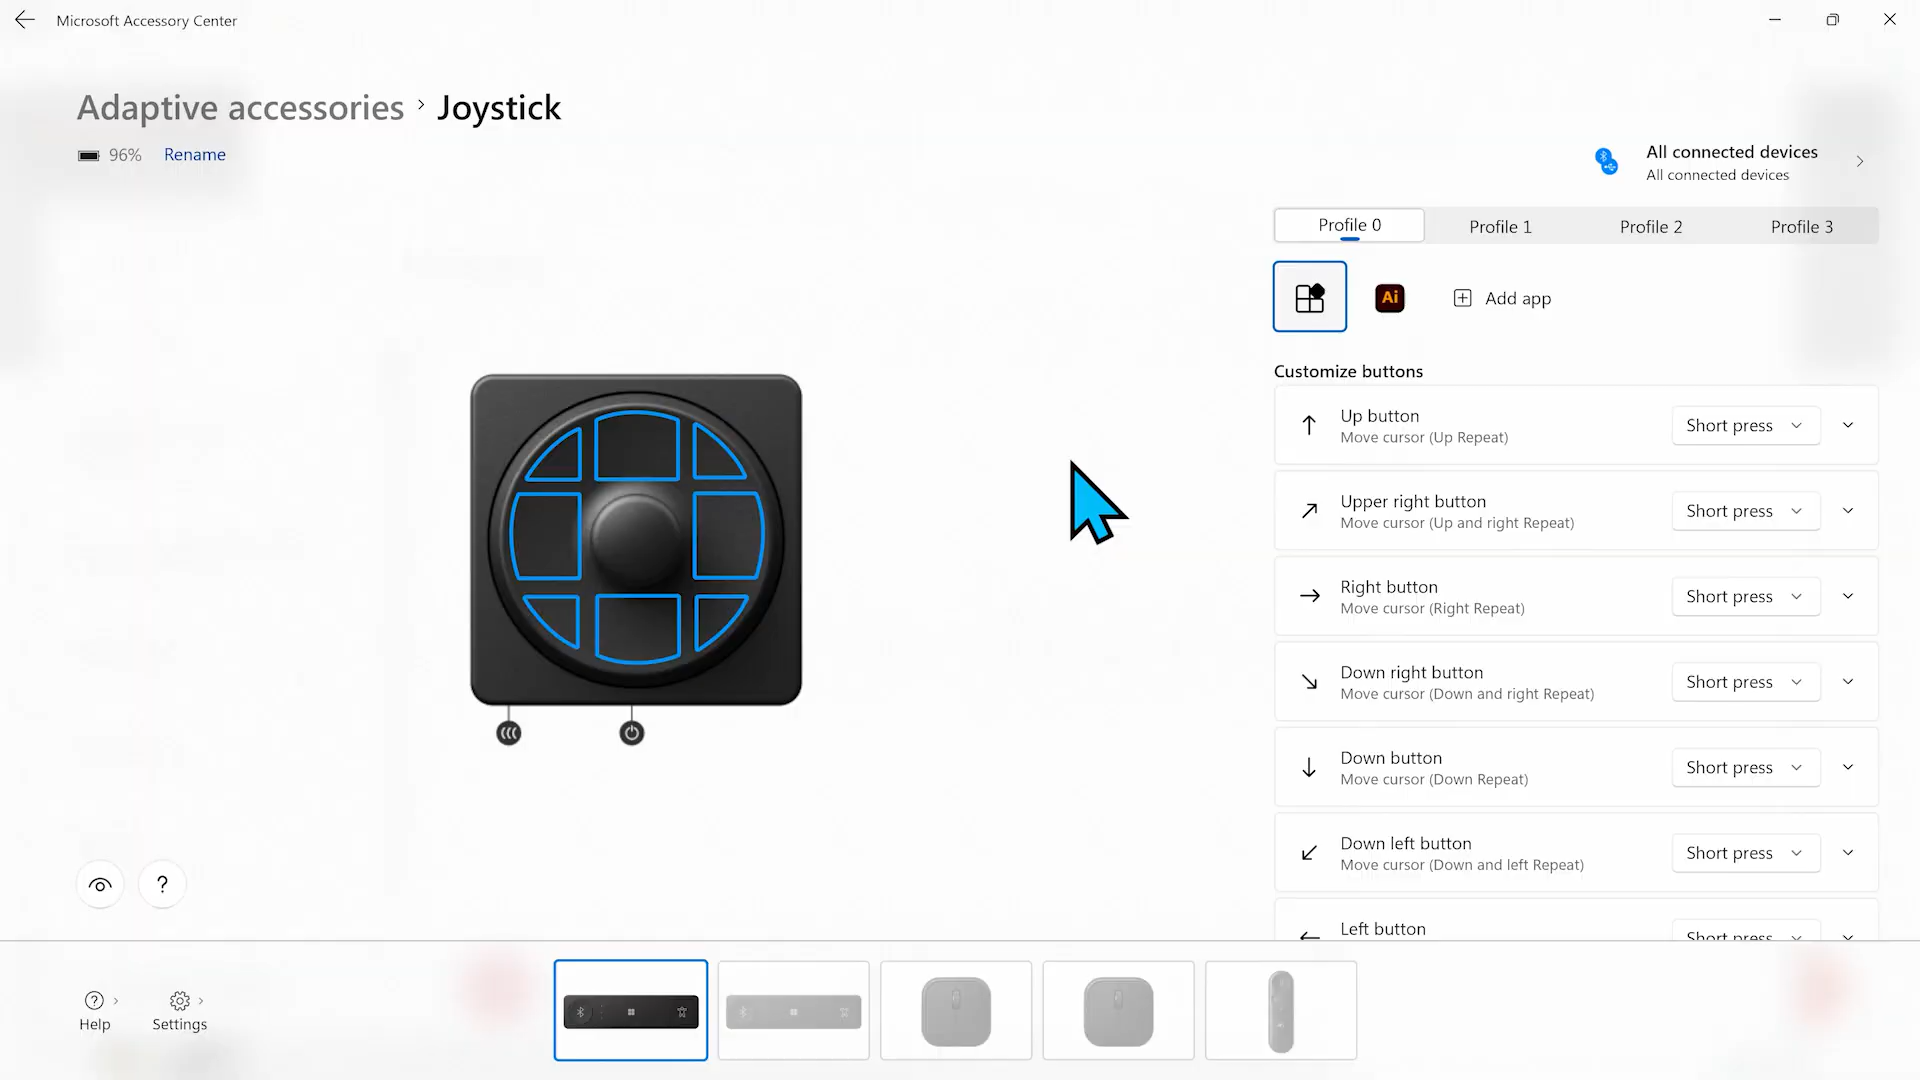 Microsoft Accessory Center
Adaptive accessories › Joystick
96% Rename
All connected devices
All connected devices
Profile 0 Profile 1 Profile 2 Profile 3
Ai Add app
Customize buttons
Up button
Move cursor (Up Repeat)
Short press
Upper right button
Move cursor (Up and right Repeat)
Short press
Right button
Move cursor (Right Repeat)
Short press
Down right button
Move cursor (Down and right Repeat)
Short press
Down button
Move cursor (Down Repeat)
Short press
Down left button
Move cursor (Down and left Repeat)
Short press
Left button
Short press
?
Help
Settings